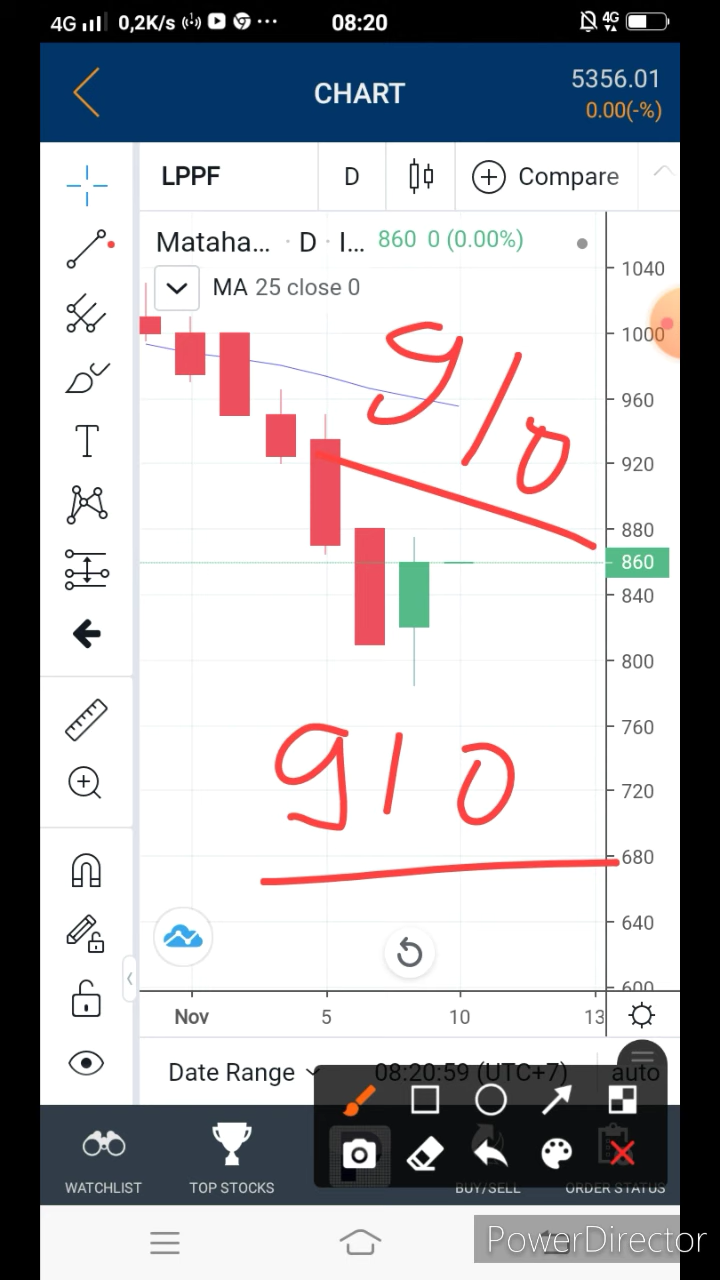 4G 0,2K/s ... 08:20 4G
CHART 5356.01
0.00(-%)
LPPF D Compare
Mataha... · D · I... 860 0 (0.00%)
MA 25 close 0
1040
1000
910
960
920
880
860
840
800
760
910
720
680
640
600
Nov 5 10 13
Date Range 08:20:59 (UTC+7) auto
WATCHLIST TOP STOCKS BUY/SELL ORDER STATUS
PowerDirector